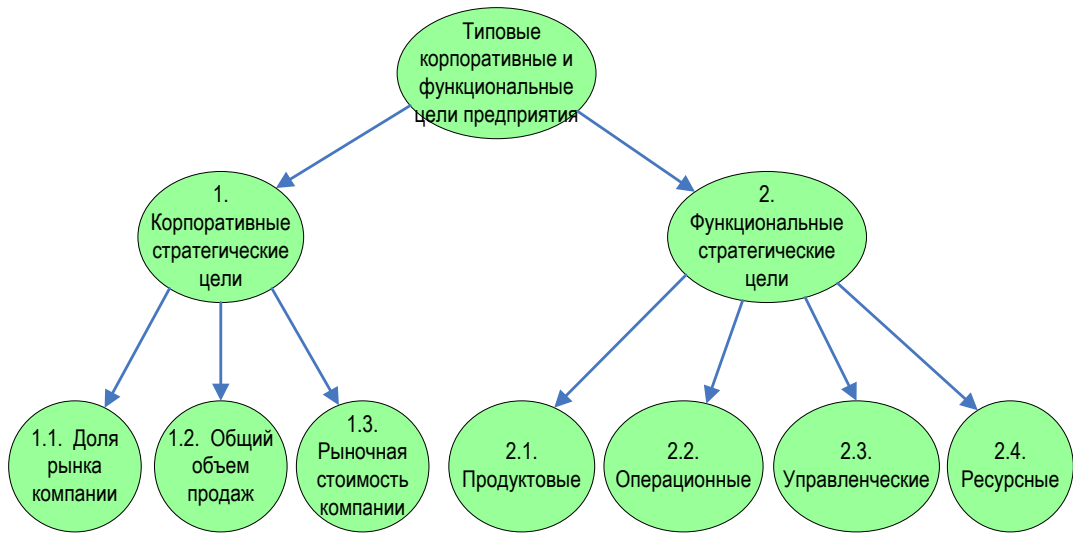 Типовые
корпоративные и
функциональные
цели предприятия
1.
Корпоративные
стратегические
цели
2.
Функциональные
стратегические
цели
1.1. Доля
рынка
компании
1.2. Общий
объем
продаж
1.3.
Рыночная
стоимость
компании
2.1.
Продуктовые
2.2.
Операционные
2.3.
Управленческие
2.4.
Ресурсные